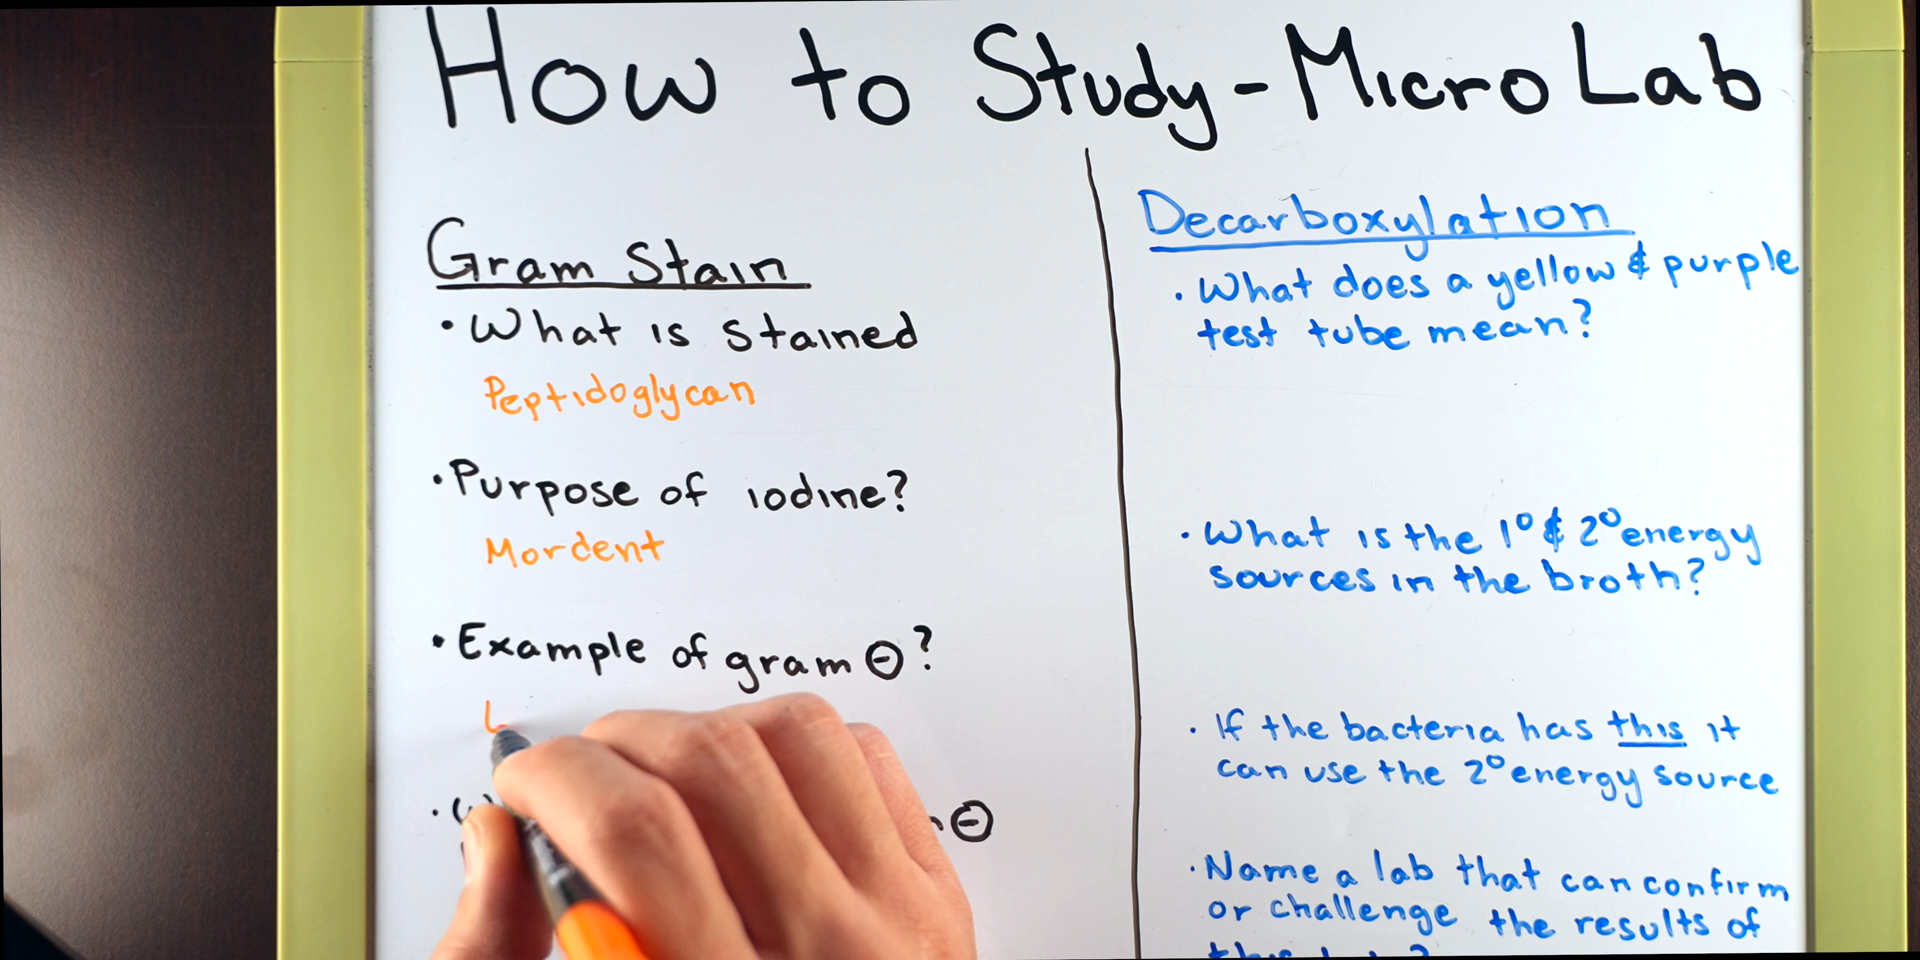 How to Study - Micro Lab
Gram Stain
• What is stained
Peptidoglycan
• Purpose of iodine?
Mordent
• Example of gram ⊖?
⊖
Decarboxylation
• What does a yellow & purple
test tube mean?
• What is the 1° & 2° energy
sources in the broth?
• If the bacteria has this it
can use the 2° energy source
• Name a lab that can confirm
or challenge the results of